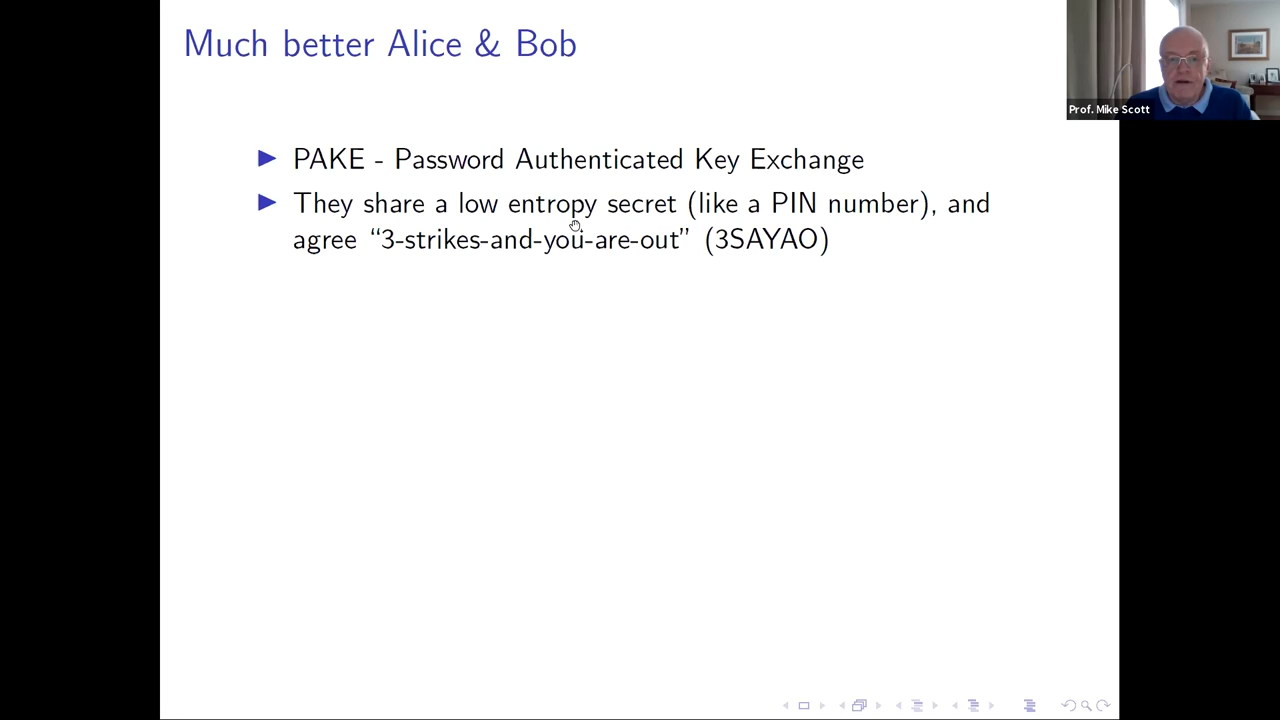 Much better Alice & Bob
Prof. Mike Scott
▶ PAKE - Password Authenticated Key Exchange
▶ They share a low entropy secret (like a PIN number), and
agree “3-strikes-and-you-are-out” (3SAYAO)